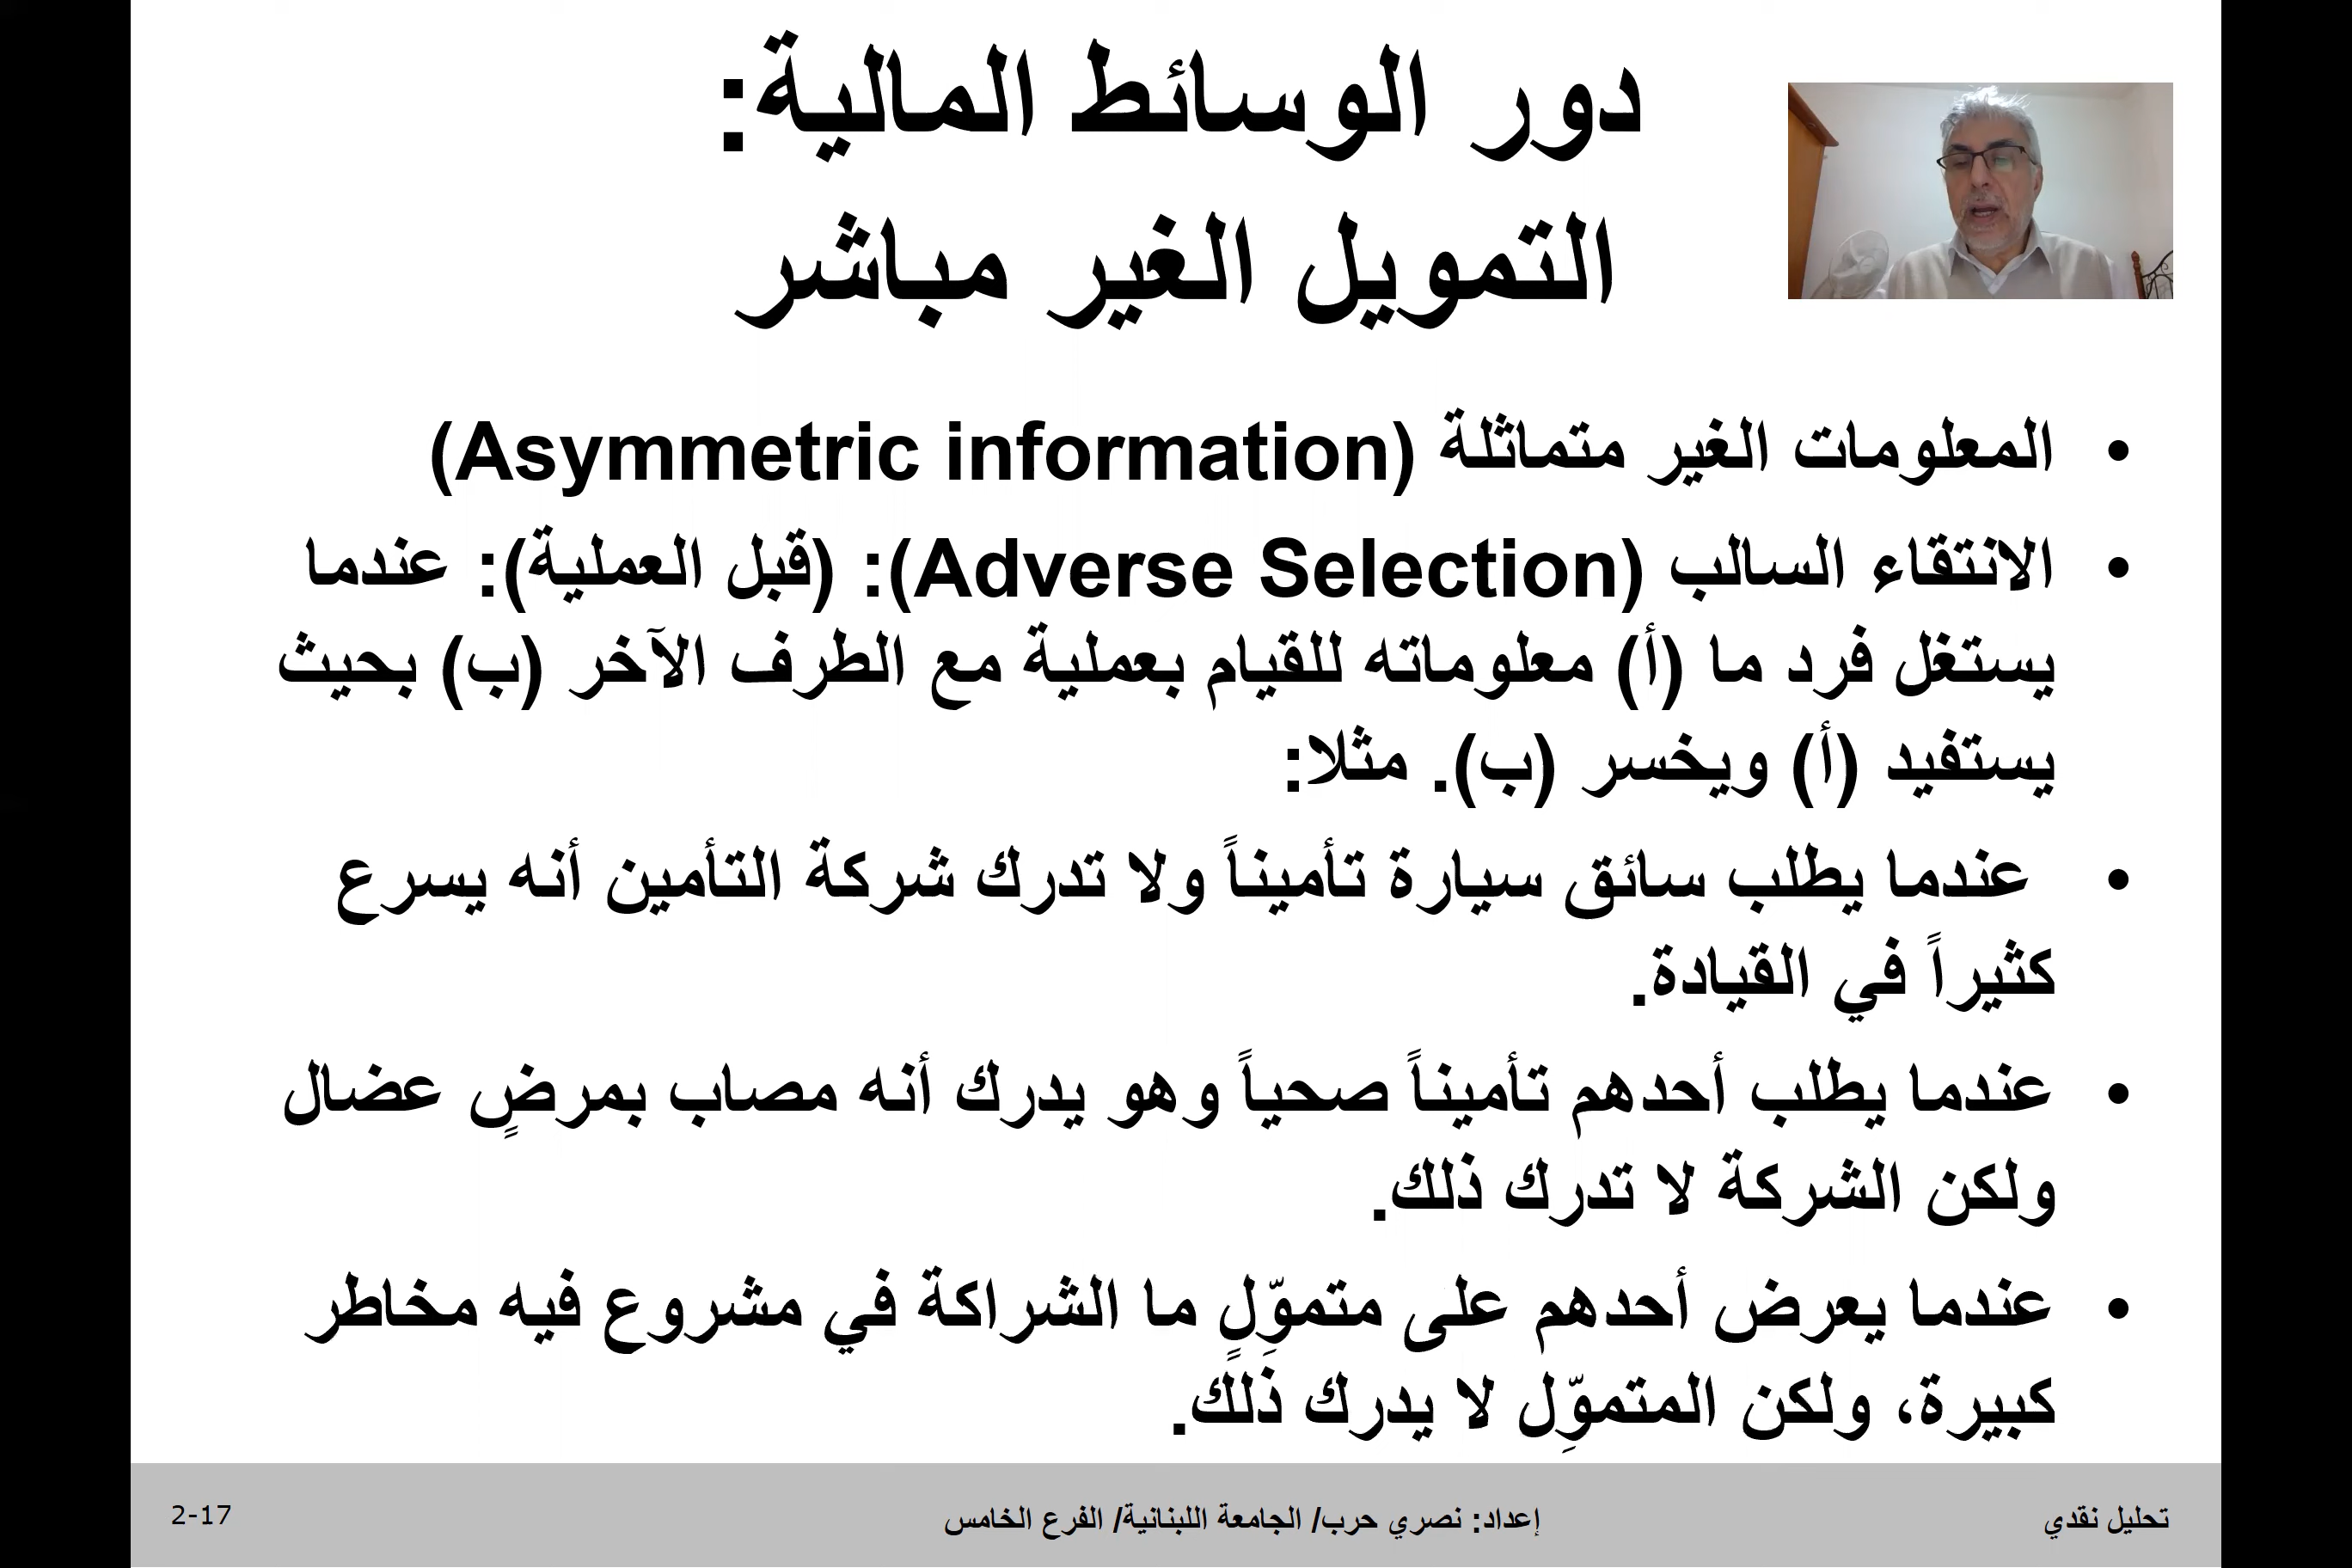 دور الوسائط المالية:
التمويل الغير مباشر
• المعلومات الغير متماثلة (Asymmetric information)
• الانتقاء السالب (Adverse Selection): (قبل العملية): عندما
يستغل فرد ما (أ) معلوماته للقيام بعملية مع الطرف الآخر (ب) بحيث
يستفيد (أ) ويخسر (ب). مثلا:
• عندما يطلب سائق سيارة تأميناً ولا تدرك شركة التأمين أنه يسرع
كثيراً في القيادة.
• عندما يطلب أحدهم تأميناً صحياً وهو يدرك أنه مصاب بمرضٍ عضال
ولكن الشركة لا تدرك ذلك.
• عندما يعرض أحدهم على متموّلٍ ما الشراكة في مشروع فيه مخاطر
كبيرة، ولكن المتموِّل لا يدرك ذلك.
تحليل نقدي
إعداد: نصري حرب/ الجامعة اللبنانية/ الفرع الخامس
2-17